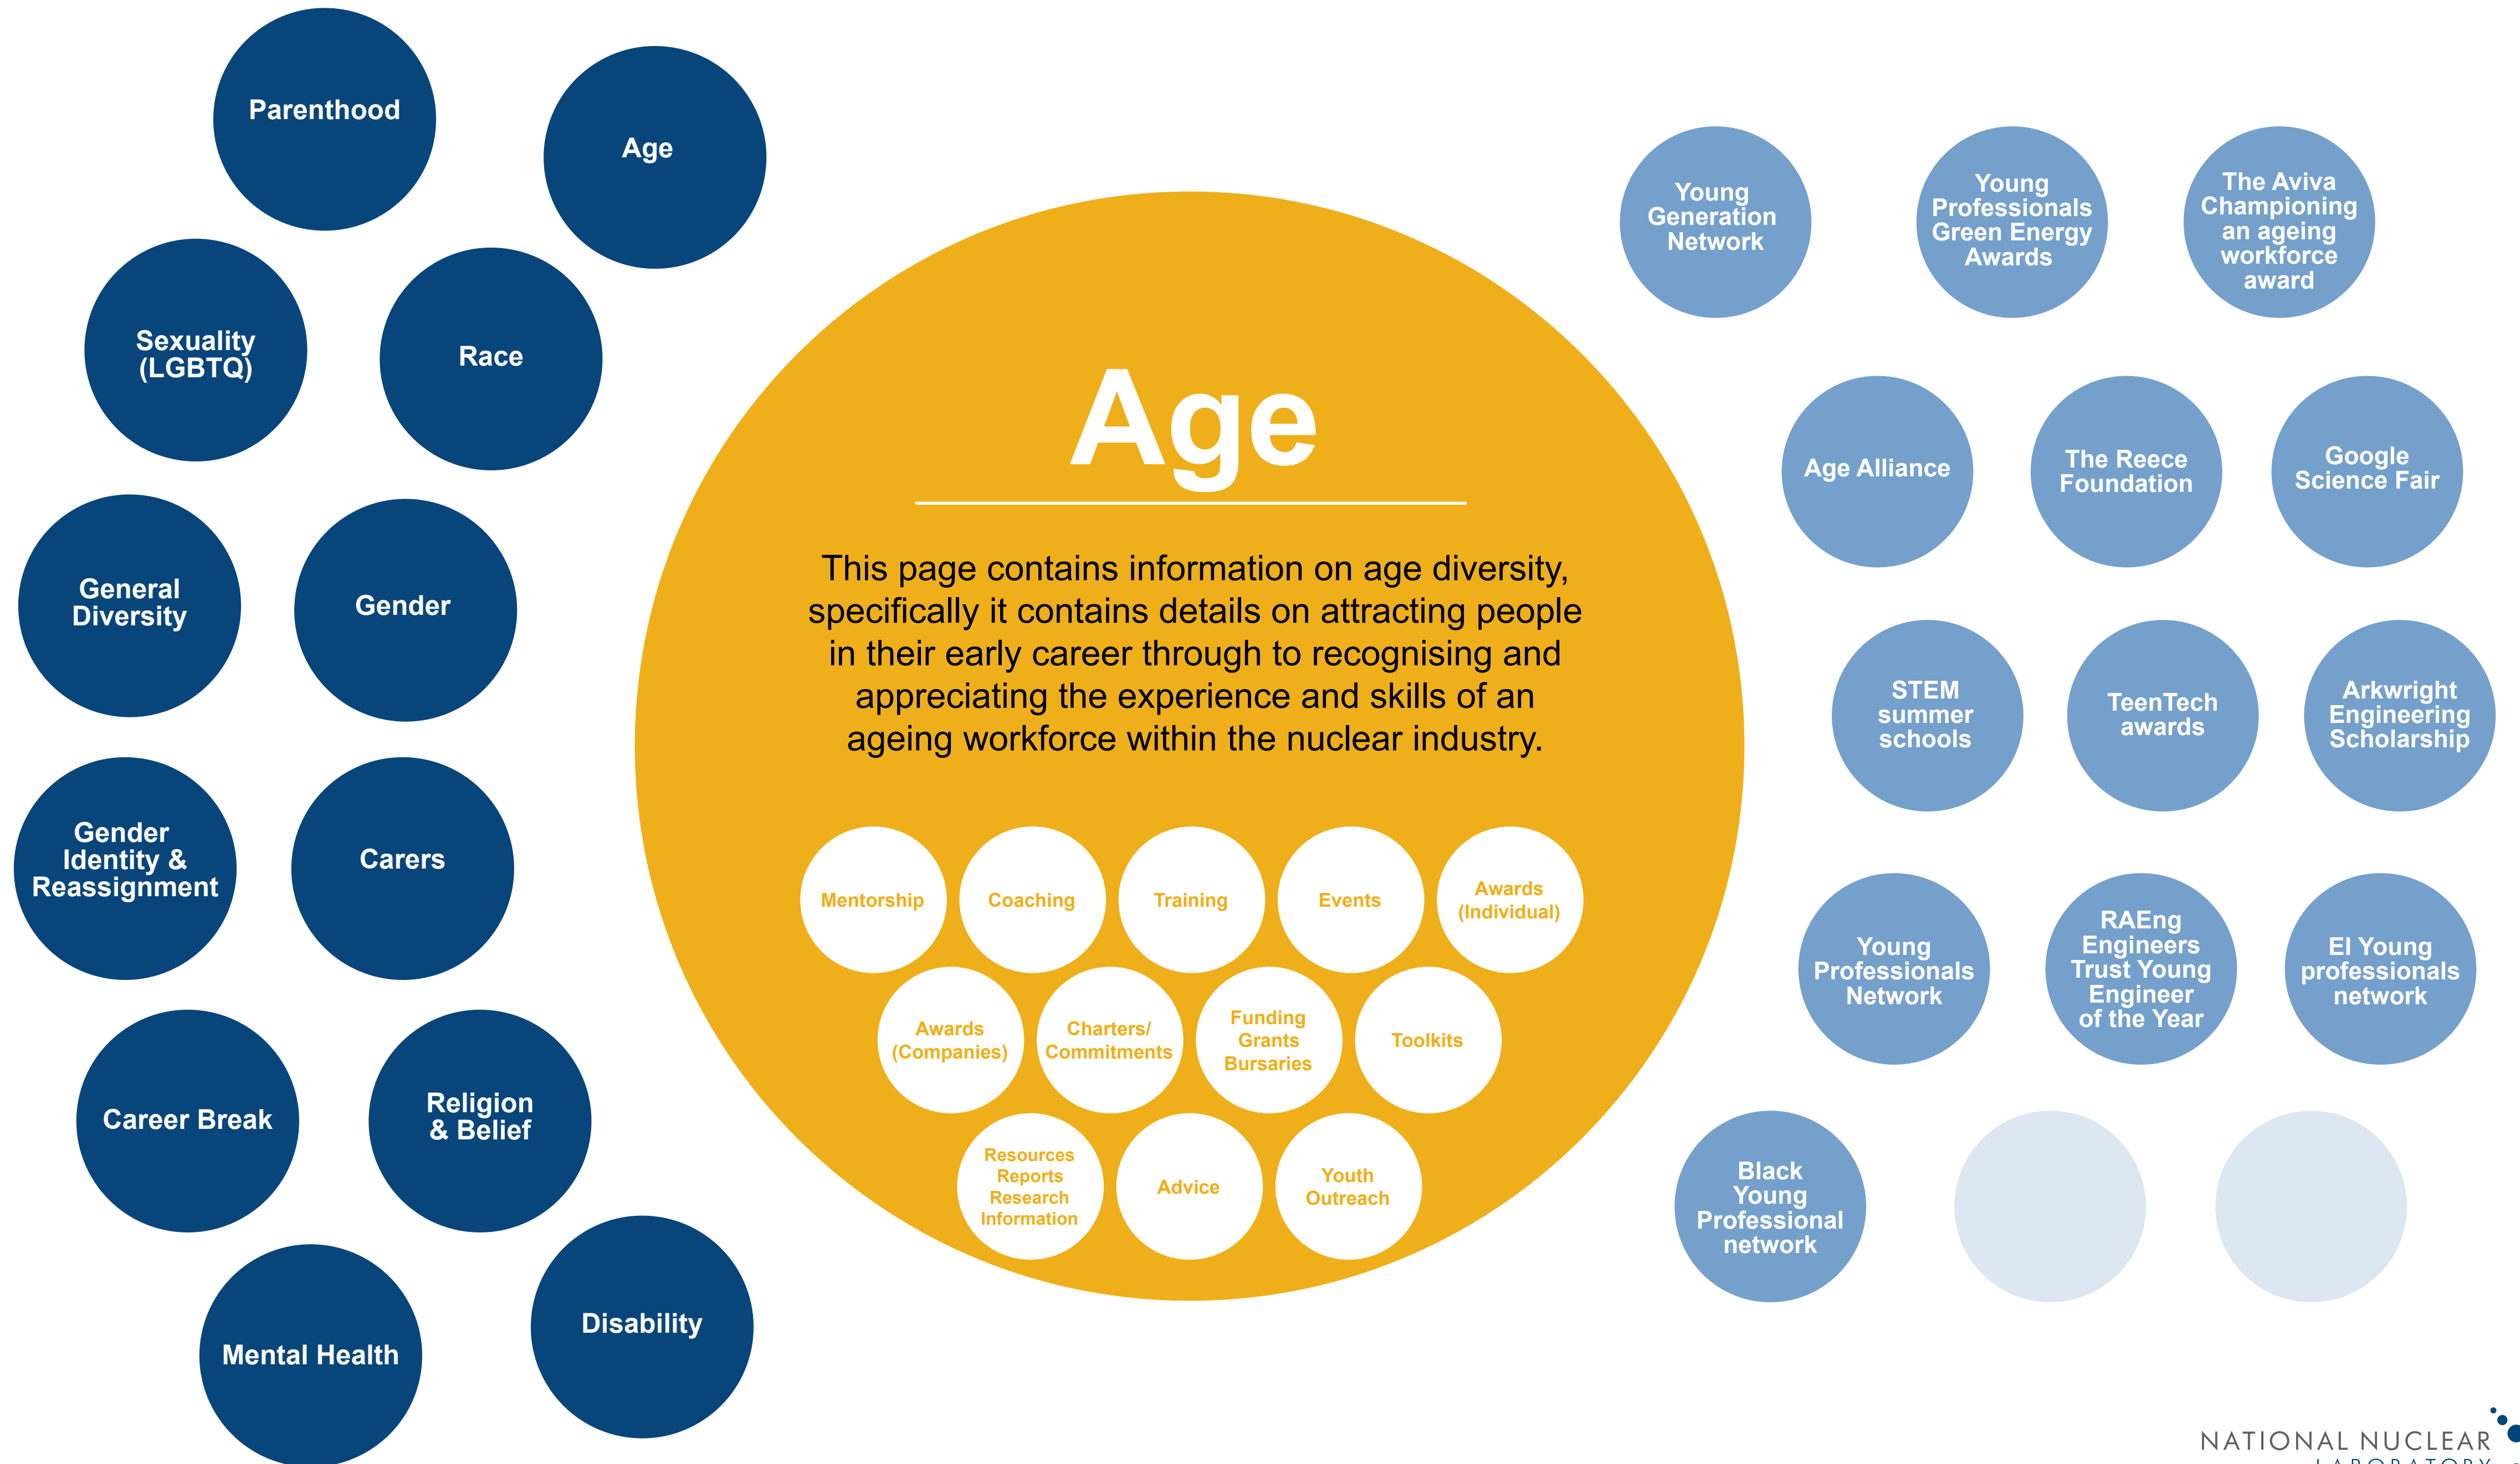 Parenthood
Age
Sexuality
(LGBTQ)
Race
General
Diversity
Gender
Gender
Identity &
Reassignment
Carers
Career Break
Religion
& Belief
Mental Health
Disability
Age
This page contains information on age diversity,
specifically it contains details on attracting people
in their early career through to recognising and
appreciating the experience and skills of an
ageing workforce within the nuclear industry.
Mentorship
Coaching
Training
Events
Awards
(Individual)
Awards
(Companies)
Charters/
Commitments
Funding
Grants
Bursaries
Toolkits
Resources
Reports
Research
Information
Advice
Youth
Outreach
Young
Generation
Network
Young
Professionals
Green Energy
Awards
The Aviva
Championing
an ageing
workforce
award
Age Alliance
The Reece
Foundation
Google
Science Fair
STEM
summer
schools
TeenTech
awards
Arkwright
Engineering
Scholarship
Young
Professionals
Network
RAEng
Engineers
Trust Young
Engineer
of the Year
EI Young
professionals
network
Black
Young
Professional
network
NATIONAL NUCLEAR
LABORATORY